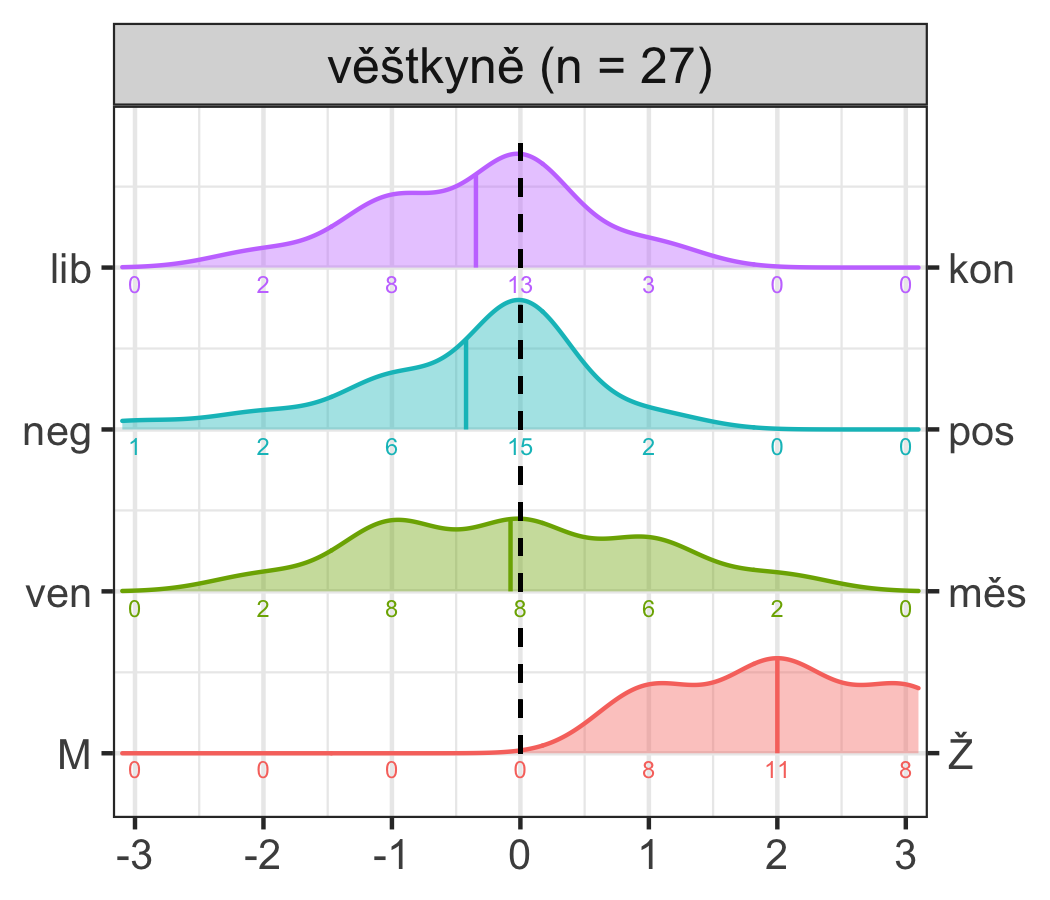 věštkyně (n = 27)
lib kon
0 2 8 13 3 0 0
neg pos
1 2 6 15 2 0 0
ven měs
0 2 8 8 6 2 0
M Ž
0 0 0 0 8 11 8
-3 -2 -1 0 1 2 3